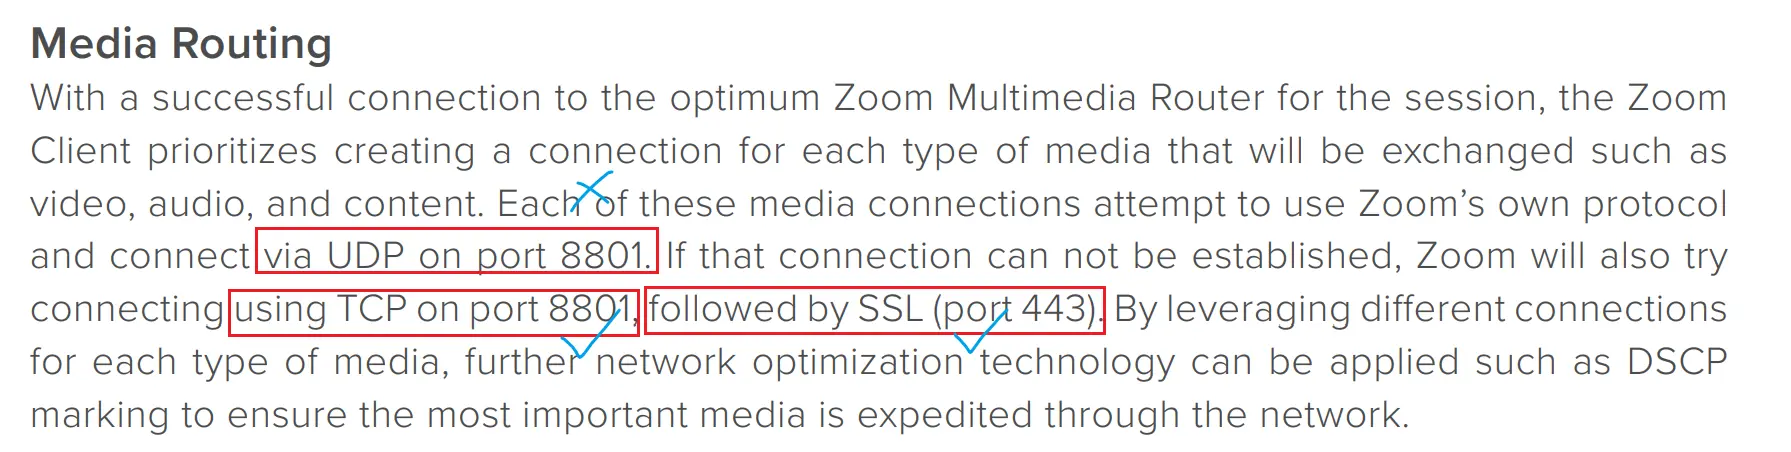 Media Routing
With a successful connection to the optimum Zoom Multimedia Router for the session, the Zoom
Client prioritizes creating a connection for each type of media that will be exchanged such as
video, audio, and content. Each of these media connections attempt to use Zoom’s own protocol
and connect via UDP on port 8801. If that connection can not be established, Zoom will also try
connecting using TCP on port 8801, followed by SSL (port 443). By leveraging different connections
for each type of media, further network optimization technology can be applied such as DSCP
marking to ensure the most important media is expedited through the network.